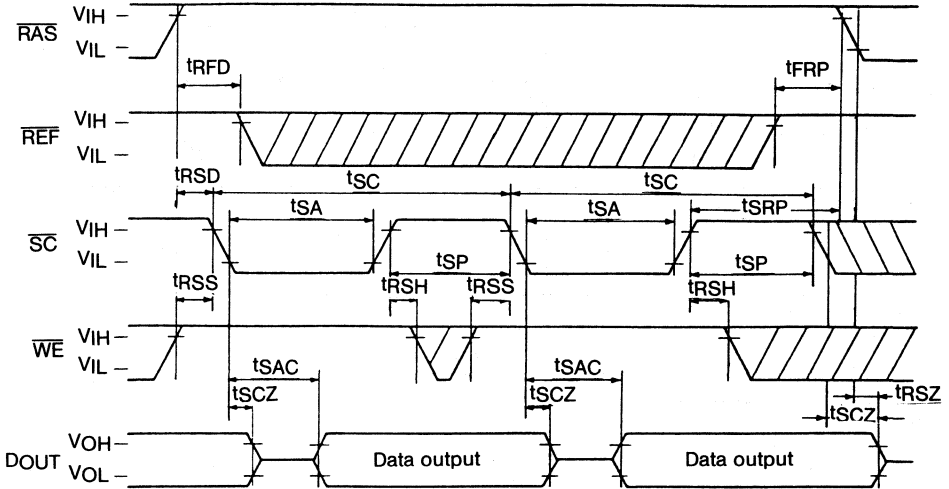 RAS VIH
VIL
tRFD tFRP
REF VIH
VIL
tRSD tSC tSC
tSA tSA tSRP
SC VIH
VIL
tSP tSP
tRSS tRSH tRSS tRSH
WE VIH
VIL
tSAC tSAC
tSCZ tSCZ tRSZ
tSCZ
DOUT VOH
VOL
Data output Data output